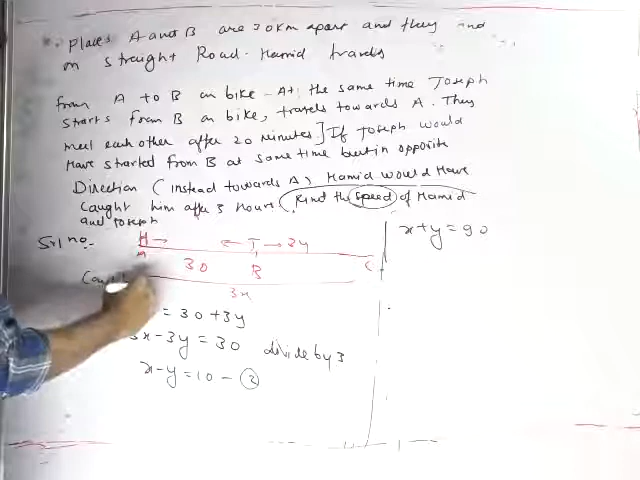 Places A and B are 30km apart and they and
on straight Road. Hamid travels
from A to B on bike - At the same time Joseph
starts from B on bike, travels towards A. They
meet each other after 20 minutes.] If Joseph would
have started from B at same time but in opposite
Direction (instead towards A) Hamid would Have
caught him after 3 hours. Find the speed of Hamid
and Joseph
Sol no.-
H → ← J → 3y
A 30 B C
3x
x+y=90
= 30+3y
3x-3y = 30 divide by 3
x-y=10 - 2